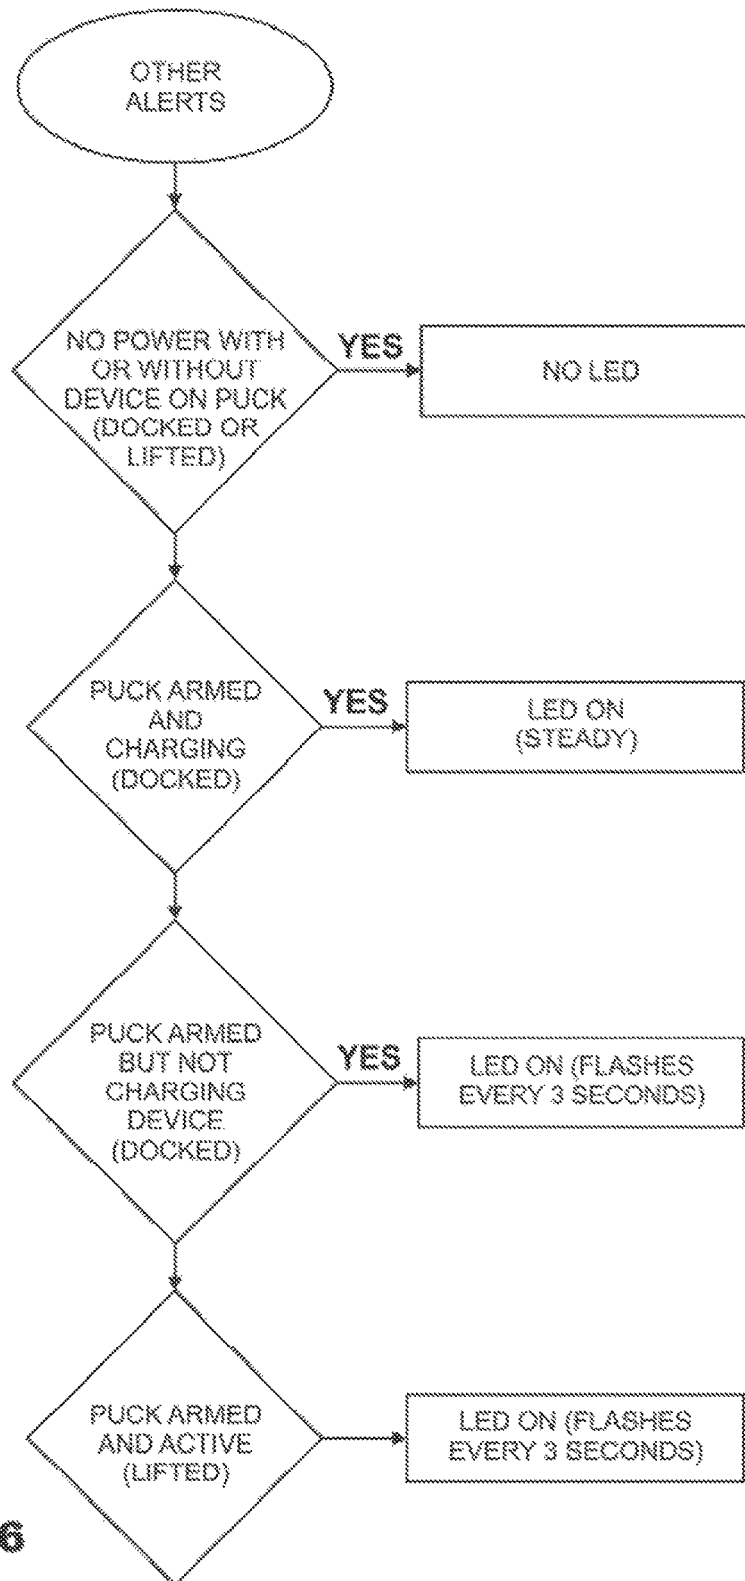 OTHER
ALERTS
NO POWER WITH
OR WITHOUT
DEVICE ON PUCK
(DOCKED OR
LIFTED)
YES
NO LED
PUCK ARMED
AND
CHARGING
(DOCKED)
YES
LED ON
(STEADY)
PUCK ARMED
BUT NOT
CHARGING
DEVICE
(DOCKED)
YES
LED ON (FLASHES
EVERY 3 SECONDS)
PUCK ARMED
AND ACTIVE
(LIFTED)
LED ON (FLASHES
EVERY 3 SECONDS)
6